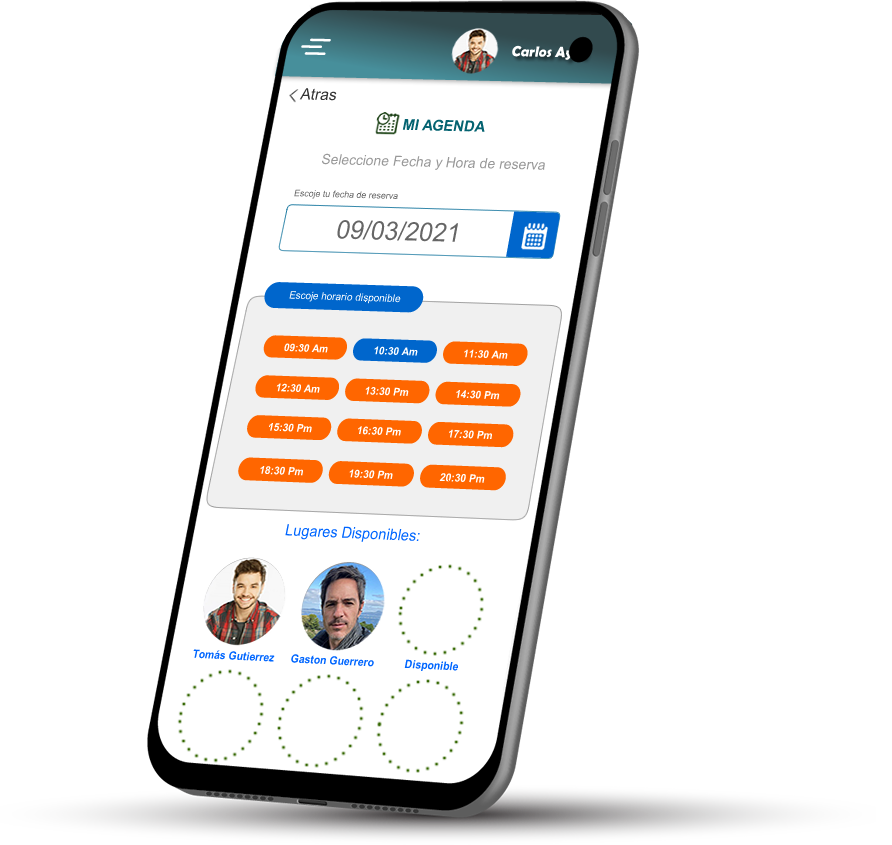 Carlos
Atras
MI AGENDA
Seleccione Fecha y Hora de reserva
Escoje tu fecha de reserva
09/03/2021
Escoje horario disponible
09:30 Am 10:30 Am 11:30 Am
12:30 Am 13:30 Pm 14:30 Pm
15:30 Pm 16:30 Pm 17:30 Pm
18:30 Pm 19:30 Pm 20:30 Pm
Lugares Disponibles:
Tomás Gutierrez Gaston Guerrero Disponible